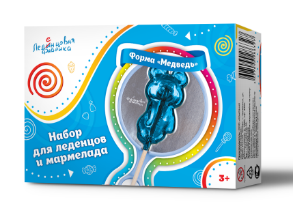 Леденцовая
фабрика
Форма «Медведь»
Набор
для леденцов
и мармелада
3+